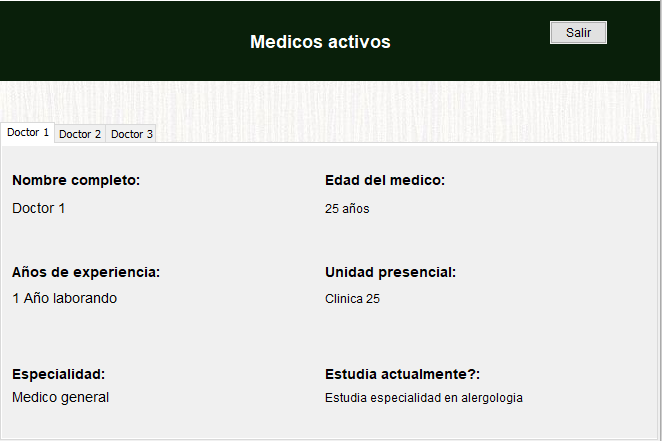 Medicos activos
Salir
Doctor 1 Doctor 2 Doctor 3
Nombre completo:
Edad del medico:
Doctor 1
25 años
Años de experiencia:
Unidad presencial:
1 Año laborando
Clinica 25
Especialidad:
Estudia actualmente?:
Medico general
Estudia especialidad en alergologia